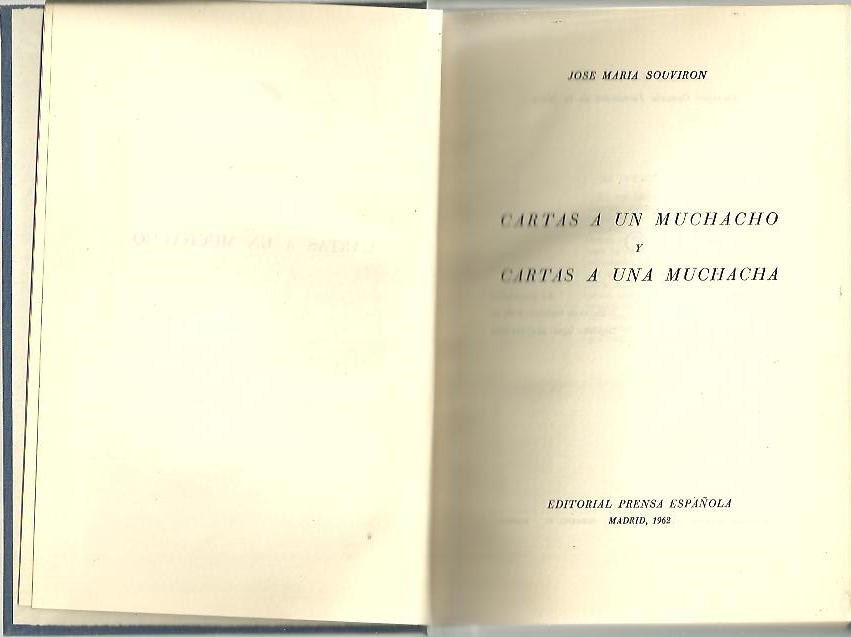 JOSE MARIA SOUVIRON
CARTAS A UN MUCHACHO
Y
CARTAS A UNA MUCHACHA
EDITORIAL PRENSA ESPAÑOLA
MADRID, 1962